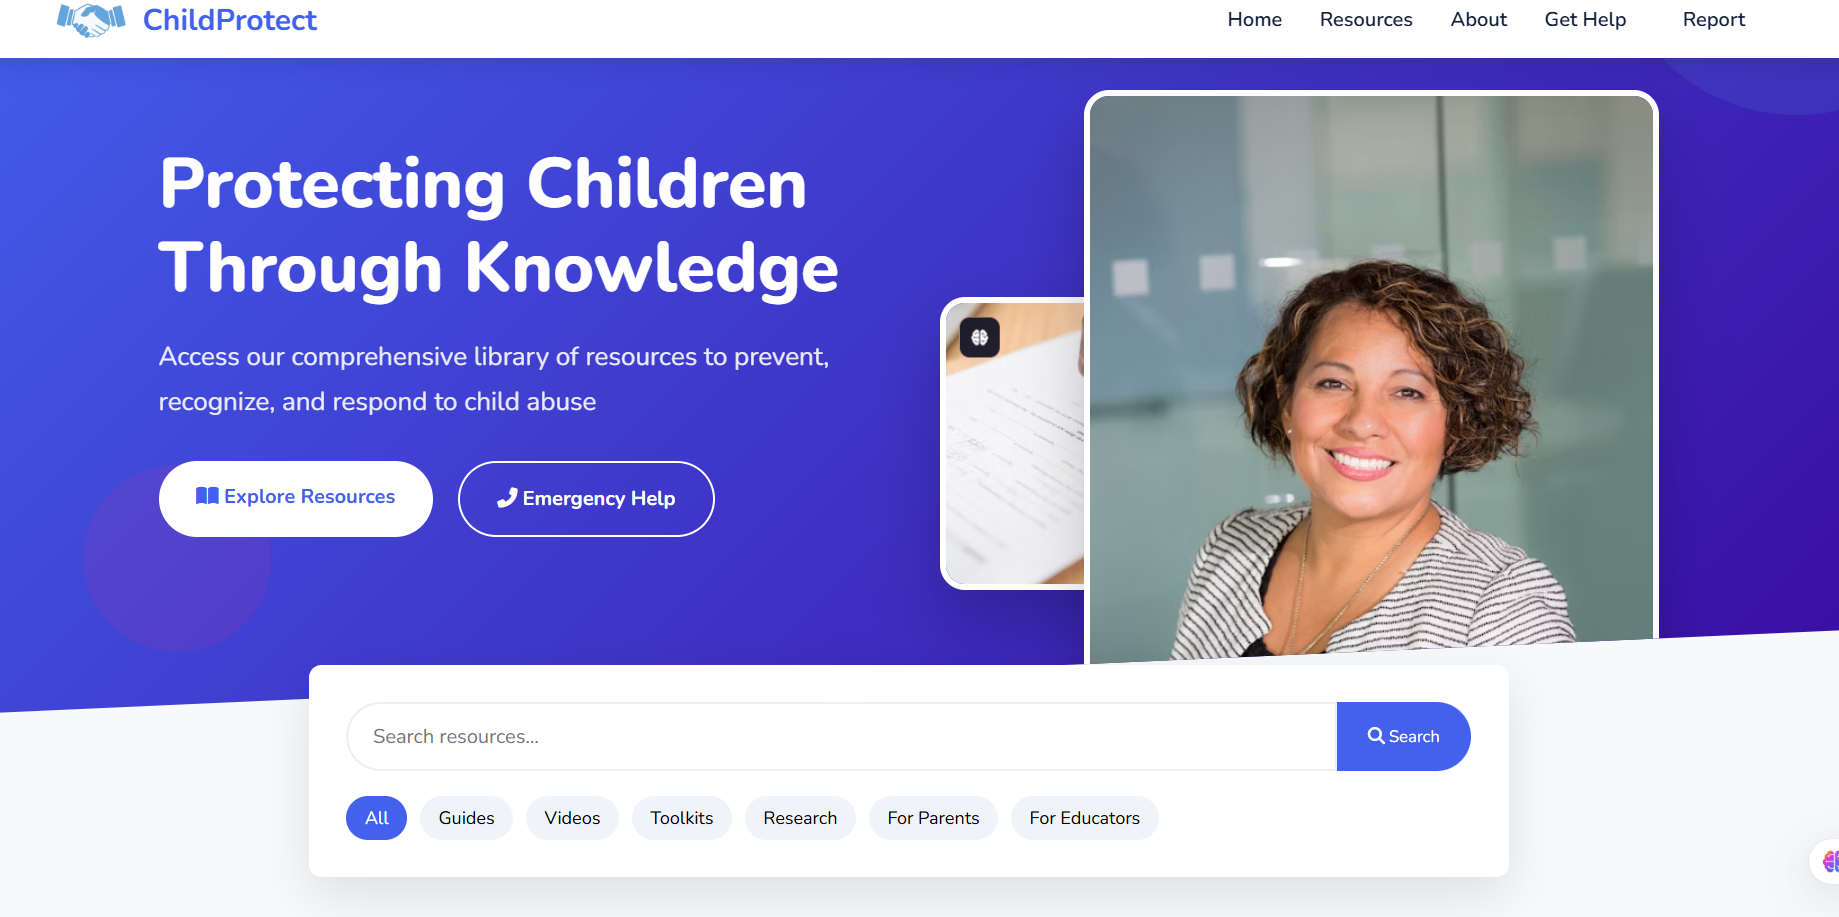 ChildProtect
Home
Resources
About
Get Help
Report
Protecting Children
Through Knowledge
Access our comprehensive library of resources to prevent,
recognize, and respond to child abuse
Explore Resources
Emergency Help
Search resources...
Search
All
Guides
Videos
Toolkits
Research
For Parents
For Educators